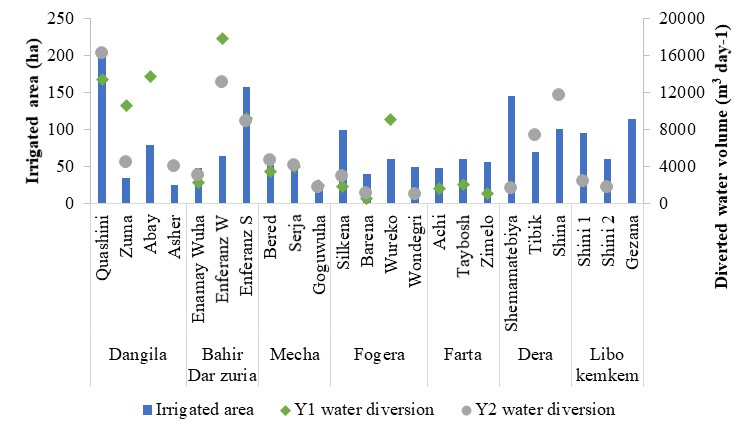 250
200
150
100
50
0
Irrigated area (ha)
20000
16000
12000
8000
4000
0
Diverted water volume (m3 day-1)
Quashini
Zuma
Abay
Asher
Enamay Wuha
Enferanz W
Enferanz S
Bered
Serja
Goguwuha
Silkena
Barena
Wureko
Wondegri
Achi
Taybosh
Zimelo
Shemamatebiya
Tibik
Shina
Shini 1
Shini 2
Gezana
Dangila
Bahir
Dar zuria
Mecha
Fogera
Farta
Dera
Libo
kemkem
Irrigated area
Y1 water diversion
Y2 water diversion